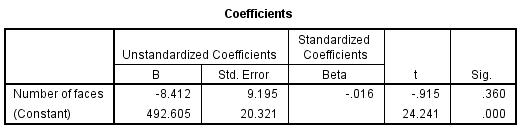 Coefficients
Unstandardized Coefficients Standardized Coefficients
B Std. Error Beta t Sig.
Number of faces -8.412 9.195 -.016 -.915 .360
(Constant) 492.605 20.321 24.241 .000